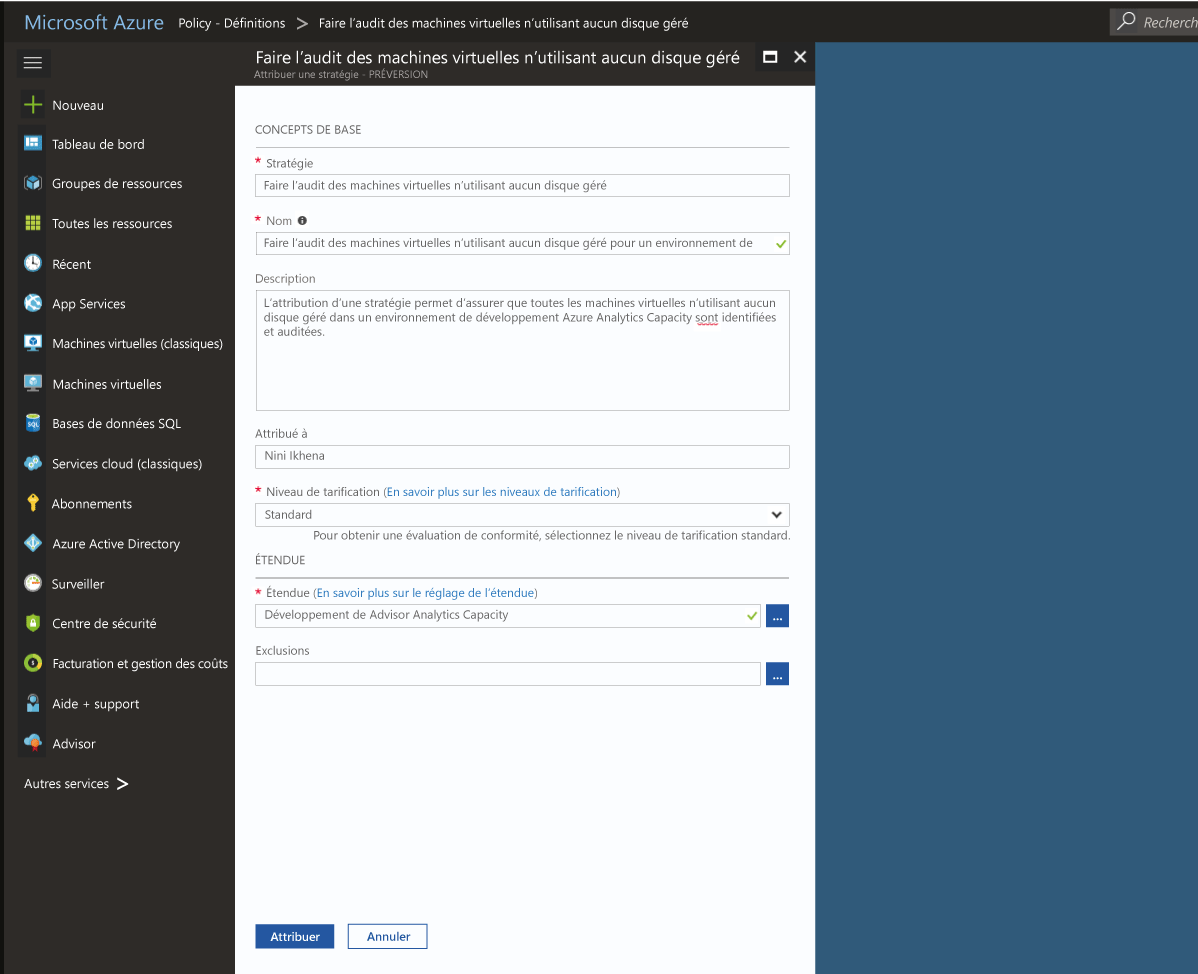 Microsoft Azure Policy - Définitions > Faire l'audit des machines virtuelles n'utilisant aucun disque géré
Recherch
Faire l'audit des machines virtuelles n'utilisant aucun disque géré
Attribuer une stratégie - PRÉVERSION
Nouveau
Tableau de bord
Groupes de ressources
Toutes les ressources
Récent
App Services
Machines virtuelles (classiques)
Machines virtuelles
Bases de données SQL
Services cloud (classiques)
Abonnements
Azure Active Directory
Surveiller
Centre de sécurité
Facturation et gestion des coûts
Aide + support
Advisor
Autres services >
CONCEPTS DE BASE
* Stratégie
Faire l'audit des machines virtuelles n'utilisant aucun disque géré
* Nom
Faire l'audit des machines virtuelles n'utilisant aucun disque géré pour un environnement de
Description
L'attribution d'une stratégie permet d'assurer que toutes les machines virtuelles n'utilisant aucun
disque géré dans un environnement de développement Azure Analytics Capacity sont identifiées
et auditées.
Attribué à
Nini Ikhena
* Niveau de tarification (En savoir plus sur les niveaux de tarification)
Standard
Pour obtenir une évaluation de conformité, sélectionnez le niveau de tarification standard.
ÉTENDUE
* Étendue (En savoir plus sur le réglage de l'étendue)
Développement de Advisor Analytics Capacity
...
Exclusions
...
Attribuer
Annuler